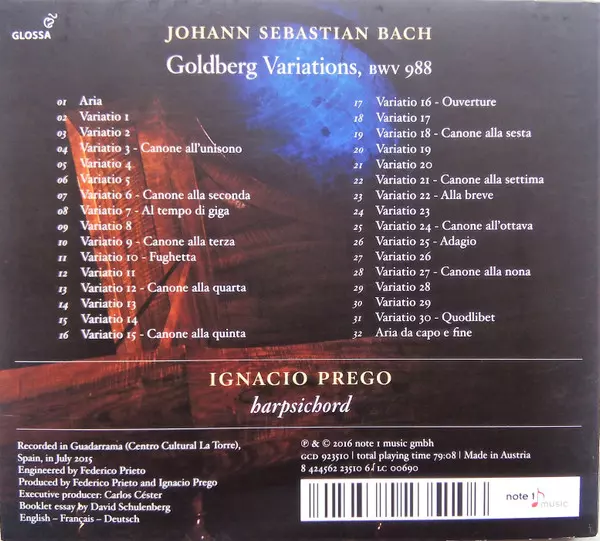 GLOSSA
JOHANN SEBASTIAN BACH
Goldberg Variations, BWV 988
01 Aria
02 Variatio 1
03 Variatio 2
04 Variatio 3 - Canone all'unisono
05 Variatio 4
06 Variatio 5
07 Variatio 6 - Canone alla seconda
08 Variatio 7 - Al tempo di giga
09 Variatio 8
10 Variatio 9 - Canone alla terza
11 Variatio 10 - Fughetta
12 Variatio 11
13 Variatio 12 - Canone alla quarta
14 Variatio 13
15 Variatio 14
16 Variatio 15 - Canone alla quinta
17 Variatio 16 - Ouverture
18 Variatio 17
19 Variatio 18 - Canone alla sesta
20 Variatio 19
21 Variatio 20
22 Variatio 21 - Canone alla settima
23 Variatio 22 - Alla breve
24 Variatio 23
25 Variatio 24 - Canone all'ottava
26 Variatio 25 - Adagio
27 Variatio 26
28 Variatio 27 - Canone alla nona
29 Variatio 28
30 Variatio 29
31 Variatio 30 - Quodlibet
32 Aria da capo e fine
IGNACIO PREGO
harpsichord
Recorded in Guadarrama (Centro Cultural La Torre),
Spain, in July 2015
Engineered by Federico Prieto
Produced by Federico Prieto and Ignacio Prego
Executive producer: Carlos Céster
Booklet essay by David Schulenberg
English – Français – Deutsch
℗ & © 2016 note 1 music gmbh
GCD 923510 | total playing time 79:08 | Made in Austria
8 424562 23510 6 / LC 00690
note 1 music